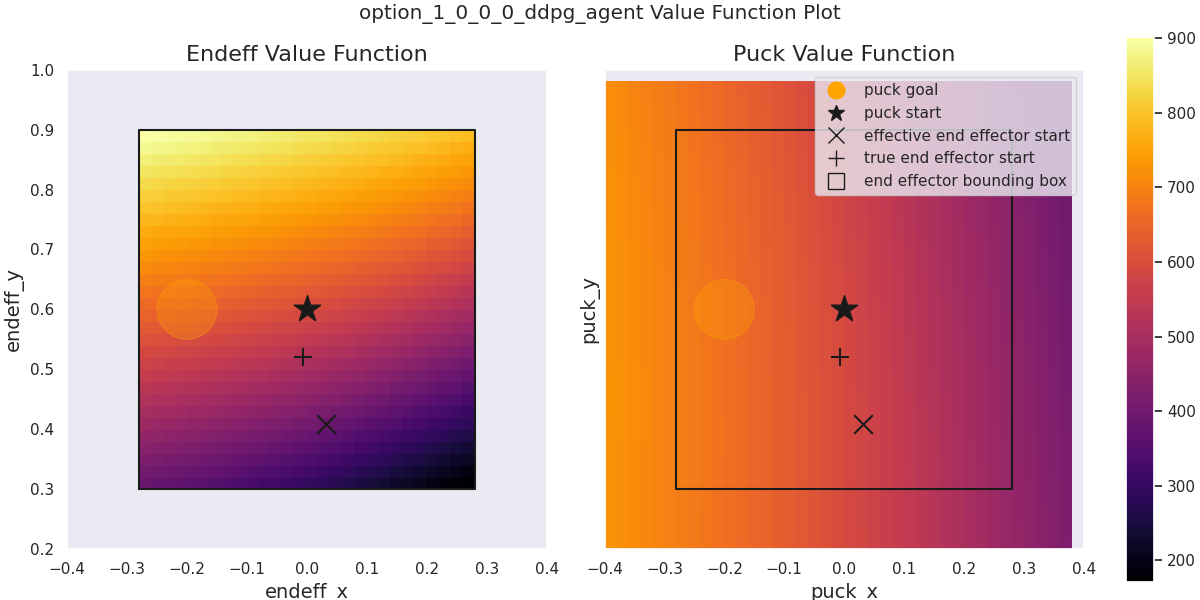 option_1_0_0_0_ddpg_agent Value Function Plot
Endeff Value Function
Puck Value Function
puck goal
puck start
effective end effector start
true end effector start
end effector bounding box
1.0
0.9
0.8
0.7
0.6
0.5
0.4
0.3
0.2
endeff_y
−0.4 −0.3 −0.2 −0.1 0.0 0.1 0.2 0.3 0.4
endeff_x
puck_y
−0.4 −0.3 −0.2 −0.1 0.0 0.1 0.2 0.3 0.4
puck_x
900
800
700
600
500
400
300
200